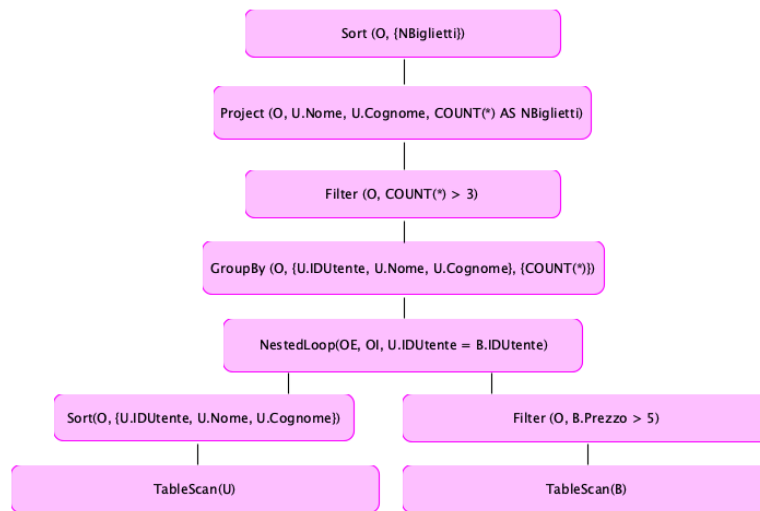 Sort (O, {NBiglietti})
Project (O, U.Nome, U.Cognome, COUNT(*) AS NBiglietti)
Filter (O, COUNT(*) > 3)
GroupBy (O, {U.IDUtente, U.Nome, U.Cognome}, {COUNT(*)})
NestedLoop(OE, OI, U.IDUtente = B.IDUtente)
Sort(O, {U.IDUtente, U.Nome, U.Cognome})
Filter (O, B.Prezzo > 5)
TableScan(U)
TableScan(B)